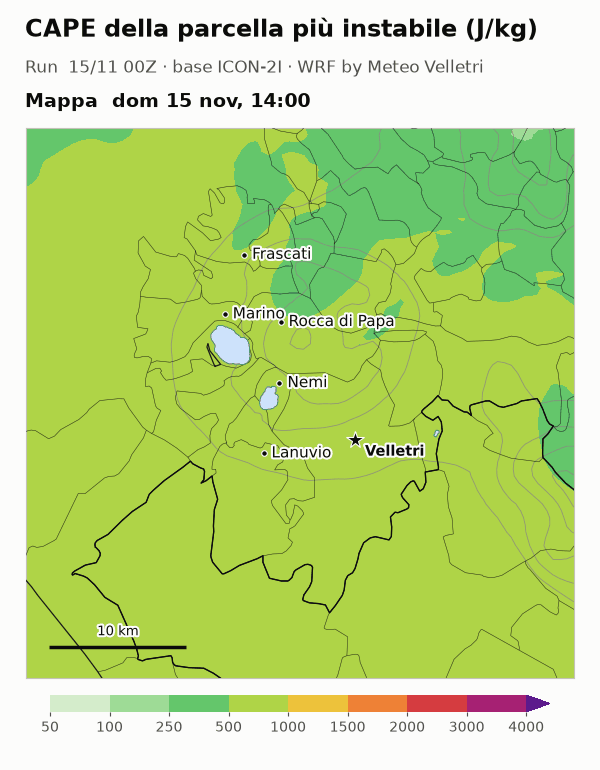 CAPE della parcella più instabile (J/kg)
Run  15/11 00Z · base ICON-2I · WRF by Meteo Velletri
Mappa  dom 15 nov, 14:00
Frascati
Marino
Rocca di Papa
Nemi
Velletri
Lanuvio
10 km
50 100 250 500 1000 1500 2000 3000 4000